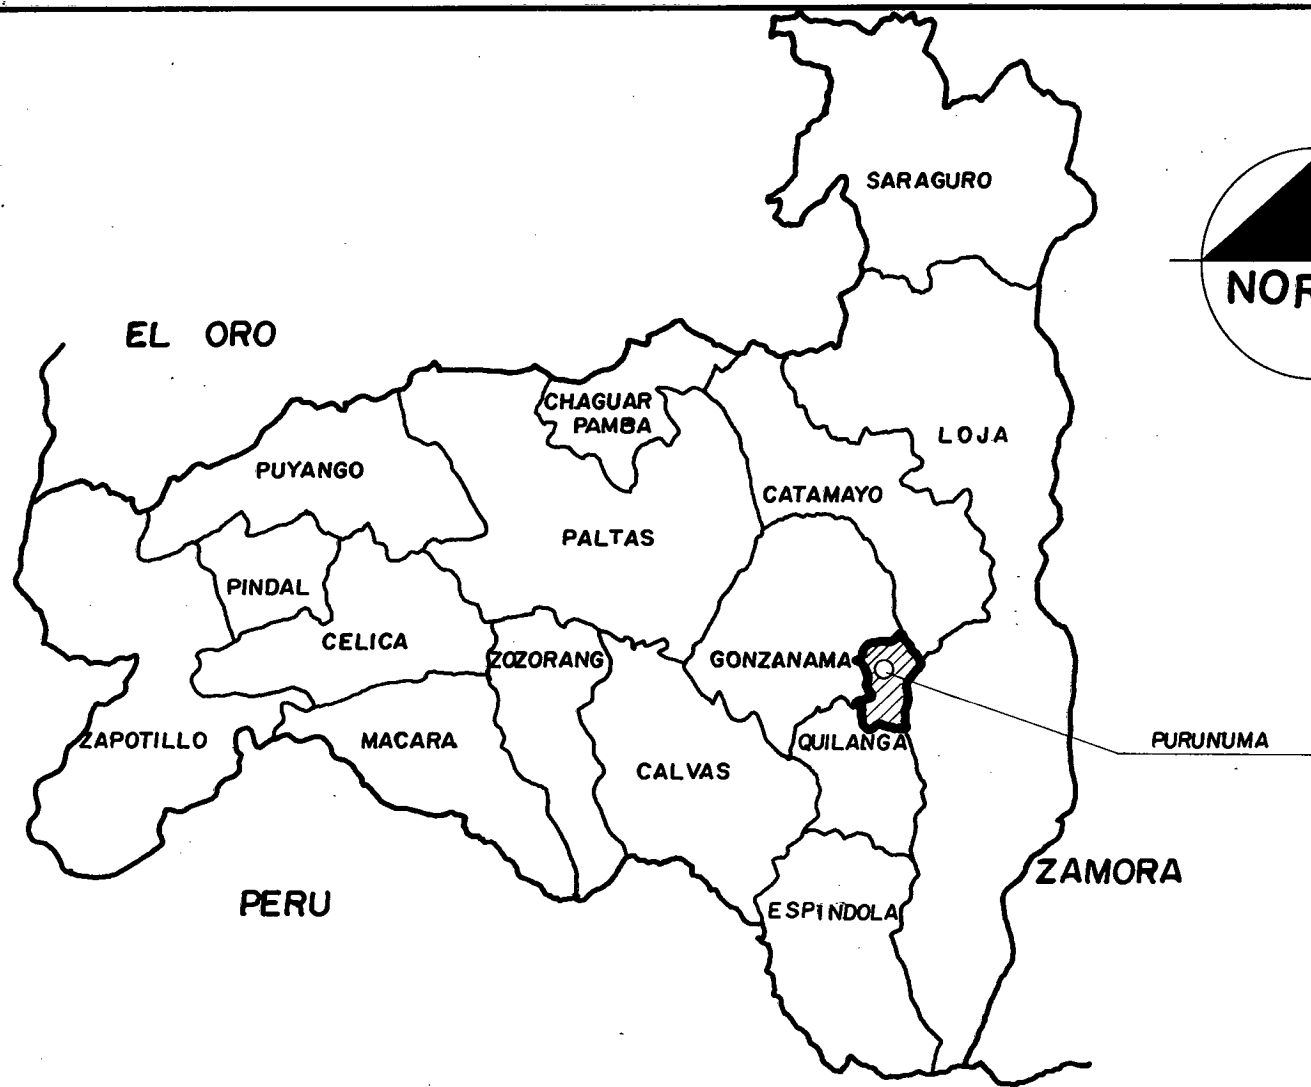 SARAGURO
NOR
EL ORO
CHAGUAR
PAMBA
LOJA
PUYANGO
CATAMAYO
PALTAS
PINDAL
CELICA
ZOZORANG
GONZANAMA
ZAPOTILLO
MACARA
QUILANGA
PURUNUMA
CALVAS
ZAMORA
PERU
ESPINDOLA